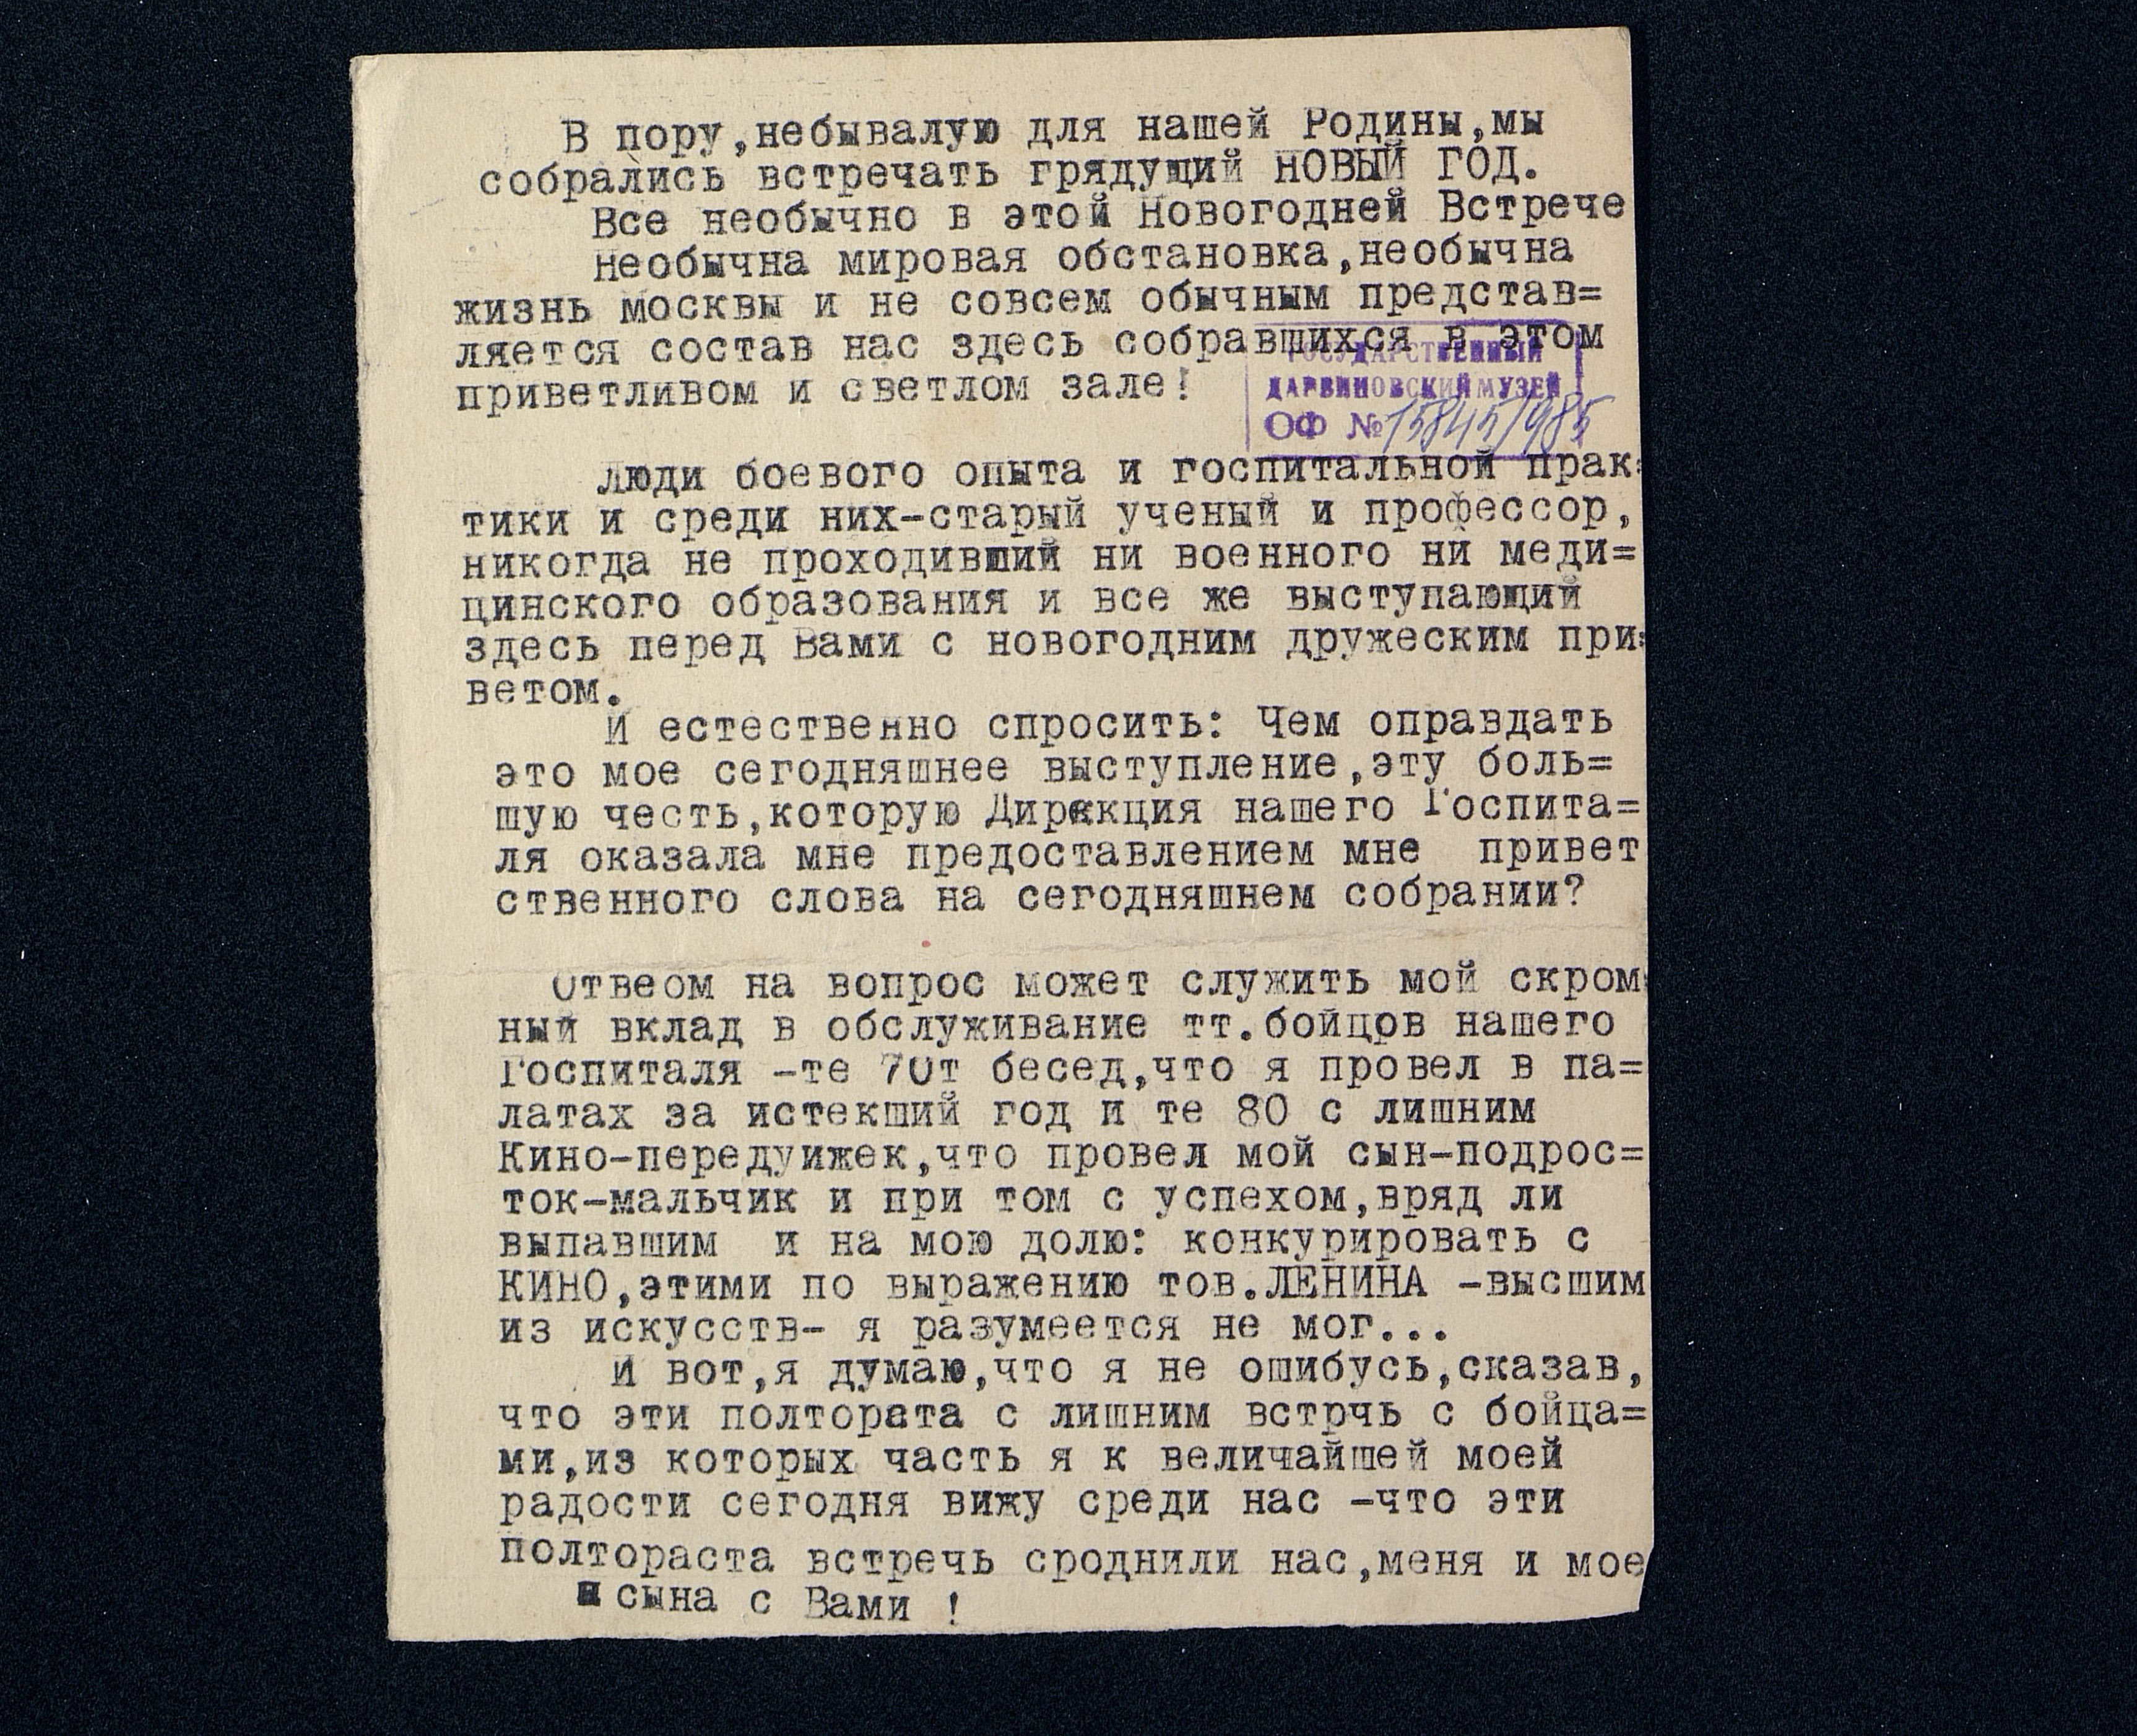 В пору,небывалую для нашей Родины,мы
собрались встречать грядущий НОВЫЙ ГОД.
Все необычно в этой Новогодней Встрече
Необычна мировая обстановка,необычна
жизнь Москвы и не совсем обычным представ=
ляется состав нас здесь собравшихся в этом
приветливом и светлом зале!
ГОСУДАРСТВЕННЫЙ
ДАРВИНОВСКИЙ МУЗЕЙ
ОФ № 15845/985
Люди боевого опыта и госпитальной прак=
тики и среди них-старый ученый и профессор,
никогда не проходивший ни военного ни меди=
цинского образования и все же выступающий
здесь перед Вами с новогодним дружеским при=
ветом.
И естественно спросить: Чем оправдать
это мое сегодняшнее выступление,эту боль=
шую честь,которую Дирекция нашего Госпита=
ля оказала мне предоставлением мне привет
ственного слова на сегодняшнем собрании?
Отвеом на вопрос может служить мой скром=
ный вклад в обслуживание тт.бойцов нашего
Госпиталя -те 70т бесед,что я провел в па=
латах за истекший год и те 80 с лишним
Кино-передуижек,что провел мой сын-подрос=
ток-мальчик и при том с успехом,вряд ли
выпавшим и на мою долю: конкурировать с
КИНО,этими по выражению тов.ЛЕНИНА -высшим
из искусств- я разумеется не мог...
И вот,я думаю,что я не ошибусь,сказав,
что эти полтораста с лишним встрчь с бойца=
ми,из которых часть я к величайшей моей
радости сегодня вижу среди нас -что эти
полтораста встречь сроднили нас,меня и мое
сына с Вами !